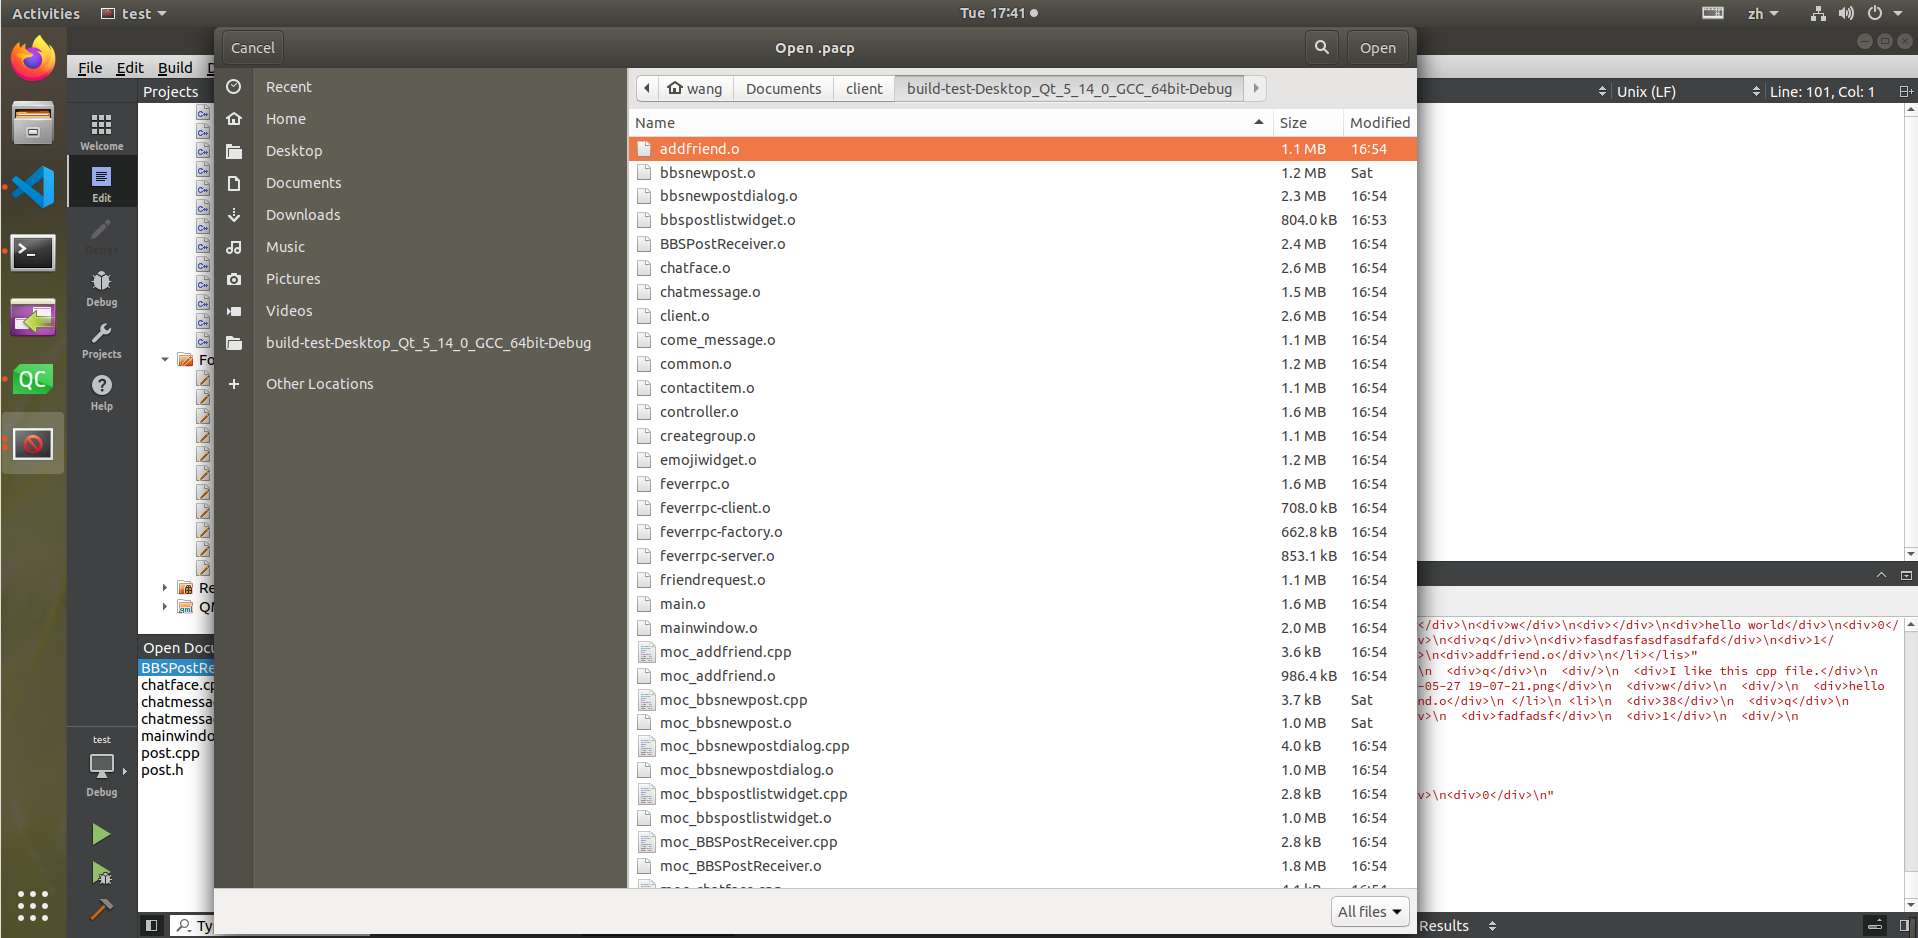 Activities
test
Tue 17:41
zh
File Edit Build
Projects
Cancel
Open .pacp
Open
Unix (LF)
Line: 101, Col: 1
Welcome
Edit
Design
Debug
Projects
Help
Recent
Home
Desktop
Documents
Downloads
Music
Pictures
Videos
build-test-Desktop_Qt_5_14_0_GCC_64bit-Debug
Other Locations
wang Documents client build-test-Desktop_Qt_5_14_0_GCC_64bit-Debug
Name Size Modified
addfriend.o 1.1 MB 16:54
bbsnewpost.o 1.2 MB Sat
bbsnewpostdialog.o 2.3 MB 16:54
bbspostlistwidget.o 804.0 kB 16:53
BBSPostReceiver.o 2.4 MB 16:54
chatface.o 2.6 MB 16:54
chatmessage.o 1.5 MB 16:54
client.o 2.6 MB 16:54
come_message.o 1.1 MB 16:54
common.o 1.2 MB 16:54
contactitem.o 1.1 MB 16:54
controller.o 1.6 MB 16:54
creategroup.o 1.1 MB 16:54
emojiwidget.o 1.2 MB 16:54
feverrpc.o 1.6 MB 16:54
feverrpc-client.o 708.0 kB 16:54
feverrpc-factory.o 662.8 kB 16:54
feverrpc-server.o 853.1 kB 16:54
friendrequest.o 1.1 MB 16:54
main.o 1.6 MB 16:54
mainwindow.o 2.0 MB 16:54
moc_addfriend.cpp 3.6 kB 16:54
moc_addfriend.o 986.4 kB 16:54
moc_bbsnewpost.cpp 3.7 kB Sat
moc_bbsnewpost.o 1.0 MB Sat
moc_bbsnewpostdialog.cpp 4.0 kB 16:54
moc_bbsnewpostdialog.o 1.0 MB 16:54
moc_bbspostlistwidget.cpp 2.8 kB 16:54
moc_bbspostlistwidget.o 1.0 MB 16:54
moc_BBSPostReceiver.cpp 2.8 kB 16:54
moc_BBSPostReceiver.o 1.8 MB 16:54
All files
Fo
Re
QM
Open Docu
BBSPostRe
chatface.cp
chatmessa
chatmessa
mainwindo
post.cpp
post.h
test
Debug
QC
Ty
</div>\n<div>w</div>\n<div></div>\n<div>hello world</div>\n<div>0</
>\n<div>q</div>\n<div>fasdfasfasdfasdfafd</div>\n<div>1</
>\n<div>addfriend.o</div>\n</li></lis>"
\n <div>q</div>\n <div/>\n <div>I like this cpp file.</div>\n
-05-27 19-07-21.png</div>\n <div>w</div>\n <div/>\n <div>hello
nd.o</div>\n </li>\n <li>\n <div>38</div>\n <div>q</div>\n
>\n <div>fadfadsf</div>\n <div>1</div>\n <div/>\n
>\n<div>0</div>\n"
Results